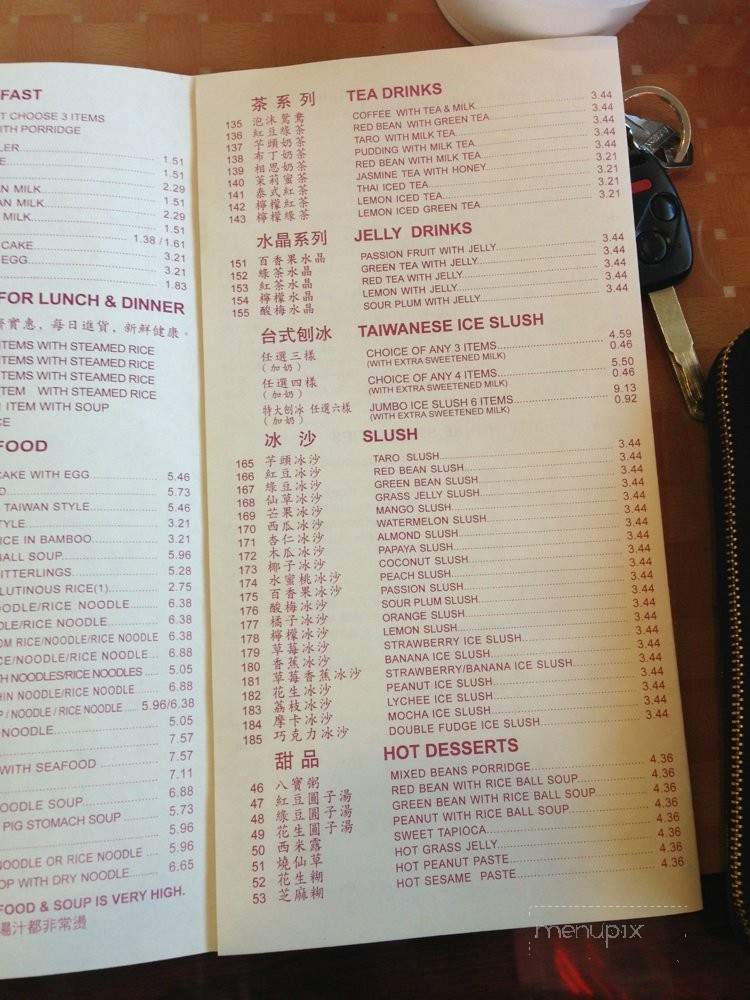 FAST
T CHOOSE 3 ITEMS
WITH PORRIDGE
LER 1.51
E 1.51
AN MILK 2.29
AN MILK 1.51
MILK 2.29
1.51
CAKE 1.38 / 1.61
EGG 3.21
3.21
1.83
FOR LUNCH & DINNER
實惠，每日進貨，新鮮健康。
ITEMS WITH STEAMED RICE
ITEMS WITH STEAMED RICE
ITEMS WITH STEAMED RICE
ITEM WITH STEAMED RICE
1 ITEM WITH SOUP
CE
FOOD
CAKE WITH EGG 5.46
D 5.73
TAIWAN STYLE 5.46
TYLE 3.21
ICE IN BAMBOO 3.21
BALL SOUP 5.96
ITTERLINGS 5.28
LUTINOUS RICE(1) 2.75
OODLE/RICE NOODLE 6.38
DLE/RICE NOODLE 6.38
OM RICE/NOODLE/RICE NOODLE 6.38
CE/NOODLE/RICE NOODLE 6.88
H NOODLES/RICE NOODLES 5.05
HIN NOODLE/RICE NOODLE 6.88
P / NOODLE / RICE NOODLE 5.96/6.38
NOODLE 5.05
7.57
WITH SEAFOOD 7.57
7.11
OODLE SOUP 6.88
PIG STOMACH SOUP 5.73
5.96
NOODLE OR RICE NOODLE 5.96
OP WITH DRY NOODLE 6.65
FOOD & SOUP IS VERY HIGH.
湯汁都非常燙
茶系列 TEA DRINKS
135 泡沫鴛鴦 COFFEE WITH TEA & MILK 3.44
136 紅豆綠茶 RED BEAN WITH GREEN TEA 3.44
137 芋頭奶茶 TARO WITH MILK TEA 3.44
138 布丁奶茶 PUDDING WITH MILK TEA 3.44
139 相思奶茶 RED BEAN WITH MILK TEA 3.44
140 茉莉蜜茶 JASMINE TEA WITH HONEY 3.21
141 泰式紅茶 THAI ICED TEA 3.44
142 檸檬紅茶 LEMON ICED TEA 3.21
143 檸檬綠茶 LEMON ICED GREEN TEA 3.21
水晶系列 JELLY DRINKS
151 百香果水晶 PASSION FRUIT WITH JELLY 3.44
152 綠茶水晶 GREEN TEA WITH JELLY 3.44
153 紅茶水晶 RED TEA WITH JELLY 3.44
154 檸檬水晶 LEMON WITH JELLY 3.44
155 酸梅水晶 SOUR PLUM WITH JELLY 3.44
台式刨冰 TAIWANESE ICE SLUSH
任選三樣 CHOICE OF ANY 3 ITEMS 4.59
(加奶) (WITH EXTRA SWEETENED MILK) 0.46
任選四樣 CHOICE OF ANY 4 ITEMS 5.50
(加奶) (WITH EXTRA SWEETENED MILK) 0.46
特大刨冰 任選六樣 JUMBO ICE SLUSH 6 ITEMS 9.13
(加奶) (WITH EXTRA SWEETENED MILK) 0.92
冰沙 SLUSH
165 芋頭冰沙 TARO SLUSH 3.44
166 紅豆冰沙 RED BEAN SLUSH 3.44
167 綠豆冰沙 GREEN BEAN SLUSH 3.44
168 仙草冰沙 GRASS JELLY SLUSH 3.44
169 芒果冰沙 MANGO SLUSH 3.44
170 西瓜冰沙 WATERMELON SLUSH 3.44
171 杏仁冰沙 ALMOND SLUSH 3.44
172 木瓜冰沙 PAPAYA SLUSH 3.44
173 椰子冰沙 COCONUT SLUSH 3.44
174 水蜜桃冰沙 PEACH SLUSH 3.44
175 百香果冰沙 PASSION SLUSH 3.44
176 酸梅冰沙 SOUR PLUM SLUSH 3.44
177 橘子冰沙 ORANGE SLUSH 3.44
178 檸檬冰沙 LEMON SLUSH 3.44
179 草莓冰沙 STRAWBERRY ICE SLUSH 3.44
180 香蕉冰沙 BANANA ICE SLUSH 3.44
181 草莓香蕉冰沙 STRAWBERRY/BANANA ICE SLUSH 3.44
182 花生冰沙 PEANUT ICE SLUSH 3.44
183 荔枝冰沙 LYCHEE ICE SLUSH 3.44
184 摩卡冰沙 MOCHA ICE SLUSH 3.44
185 巧克力冰沙 DOUBLE FUDGE ICE SLUSH 3.44
甜品 HOT DESSERTS
46 八寶粥 MIXED BEANS PORRIDGE 4.36
47 紅豆圓子湯 RED BEAN WITH RICE BALL SOUP 4.36
48 綠豆圓子湯 GREEN BEAN WITH RICE BALL SOUP 4.36
49 花生圓子湯 PEANUT WITH RICE BALL SOUP 4.36
50 西米露 SWEET TAPIOCA 4.36
51 燒仙草 HOT GRASS JELLY 4.36
52 花生糊 HOT PEANUT PASTE 4.36
53 芝麻糊 HOT SESAME PASTE 4.36
menupix